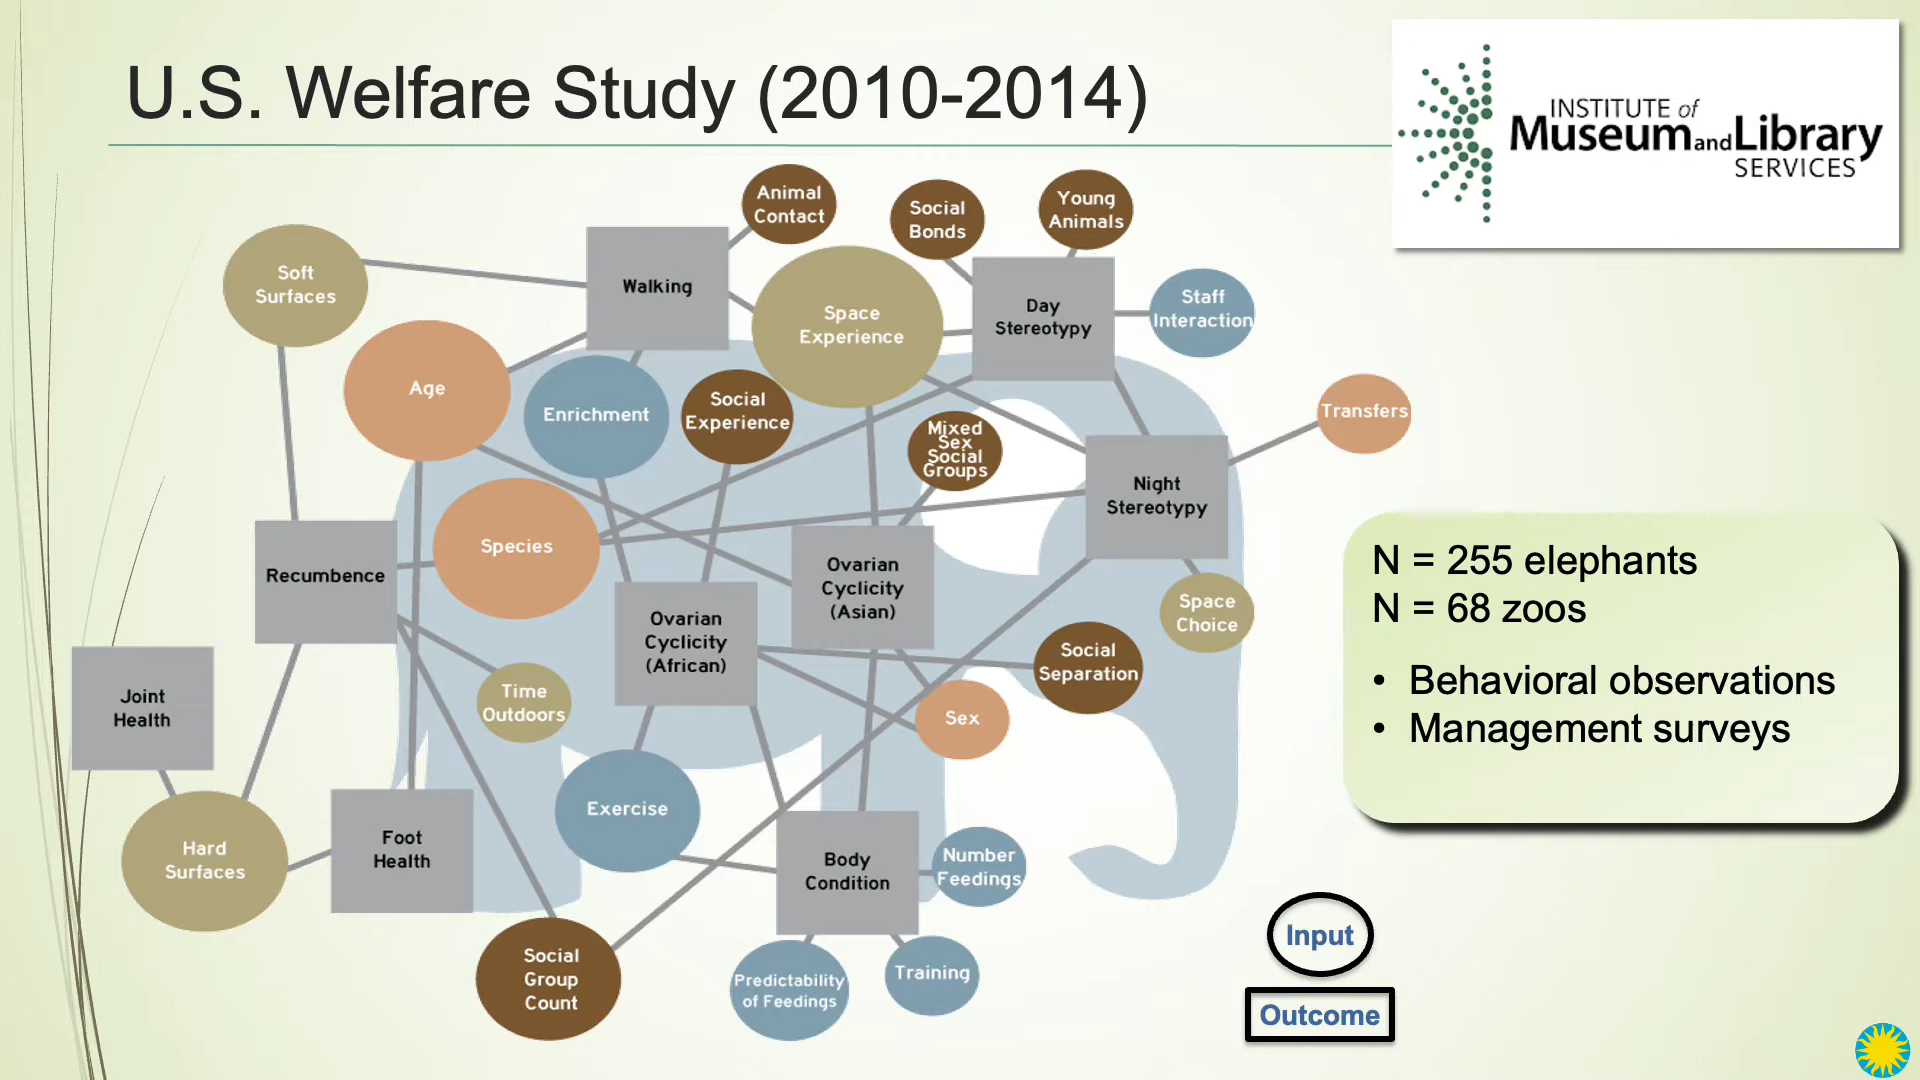 U.S. Welfare Study (2010-2014)
INSTITUTE of
Museum and Library
SERVICES
Animal
Contact
Social
Bonds
Young
Animals
Soft
Surfaces
Walking
Space
Experience
Day
Stereotypy
Staff
Interaction
Age
Enrichment
Social
Experience
Mixed
Sex
Social
Groups
Transfers
Night
Stereotypy
Species
Recumbence
Ovarian
Cyclicity
(Asian)
Ovarian
Cyclicity
(African)
Space
Choice
Social
Separation
Joint
Health
Time
Outdoors
Sex
Hard
Surfaces
Foot
Health
Exercise
Body
Condition
Number
Feedings
Social
Group
Count
Predictability
of Feedings
Training
N = 255 elephants
N = 68 zoos
• Behavioral observations
• Management surveys
Input
Outcome